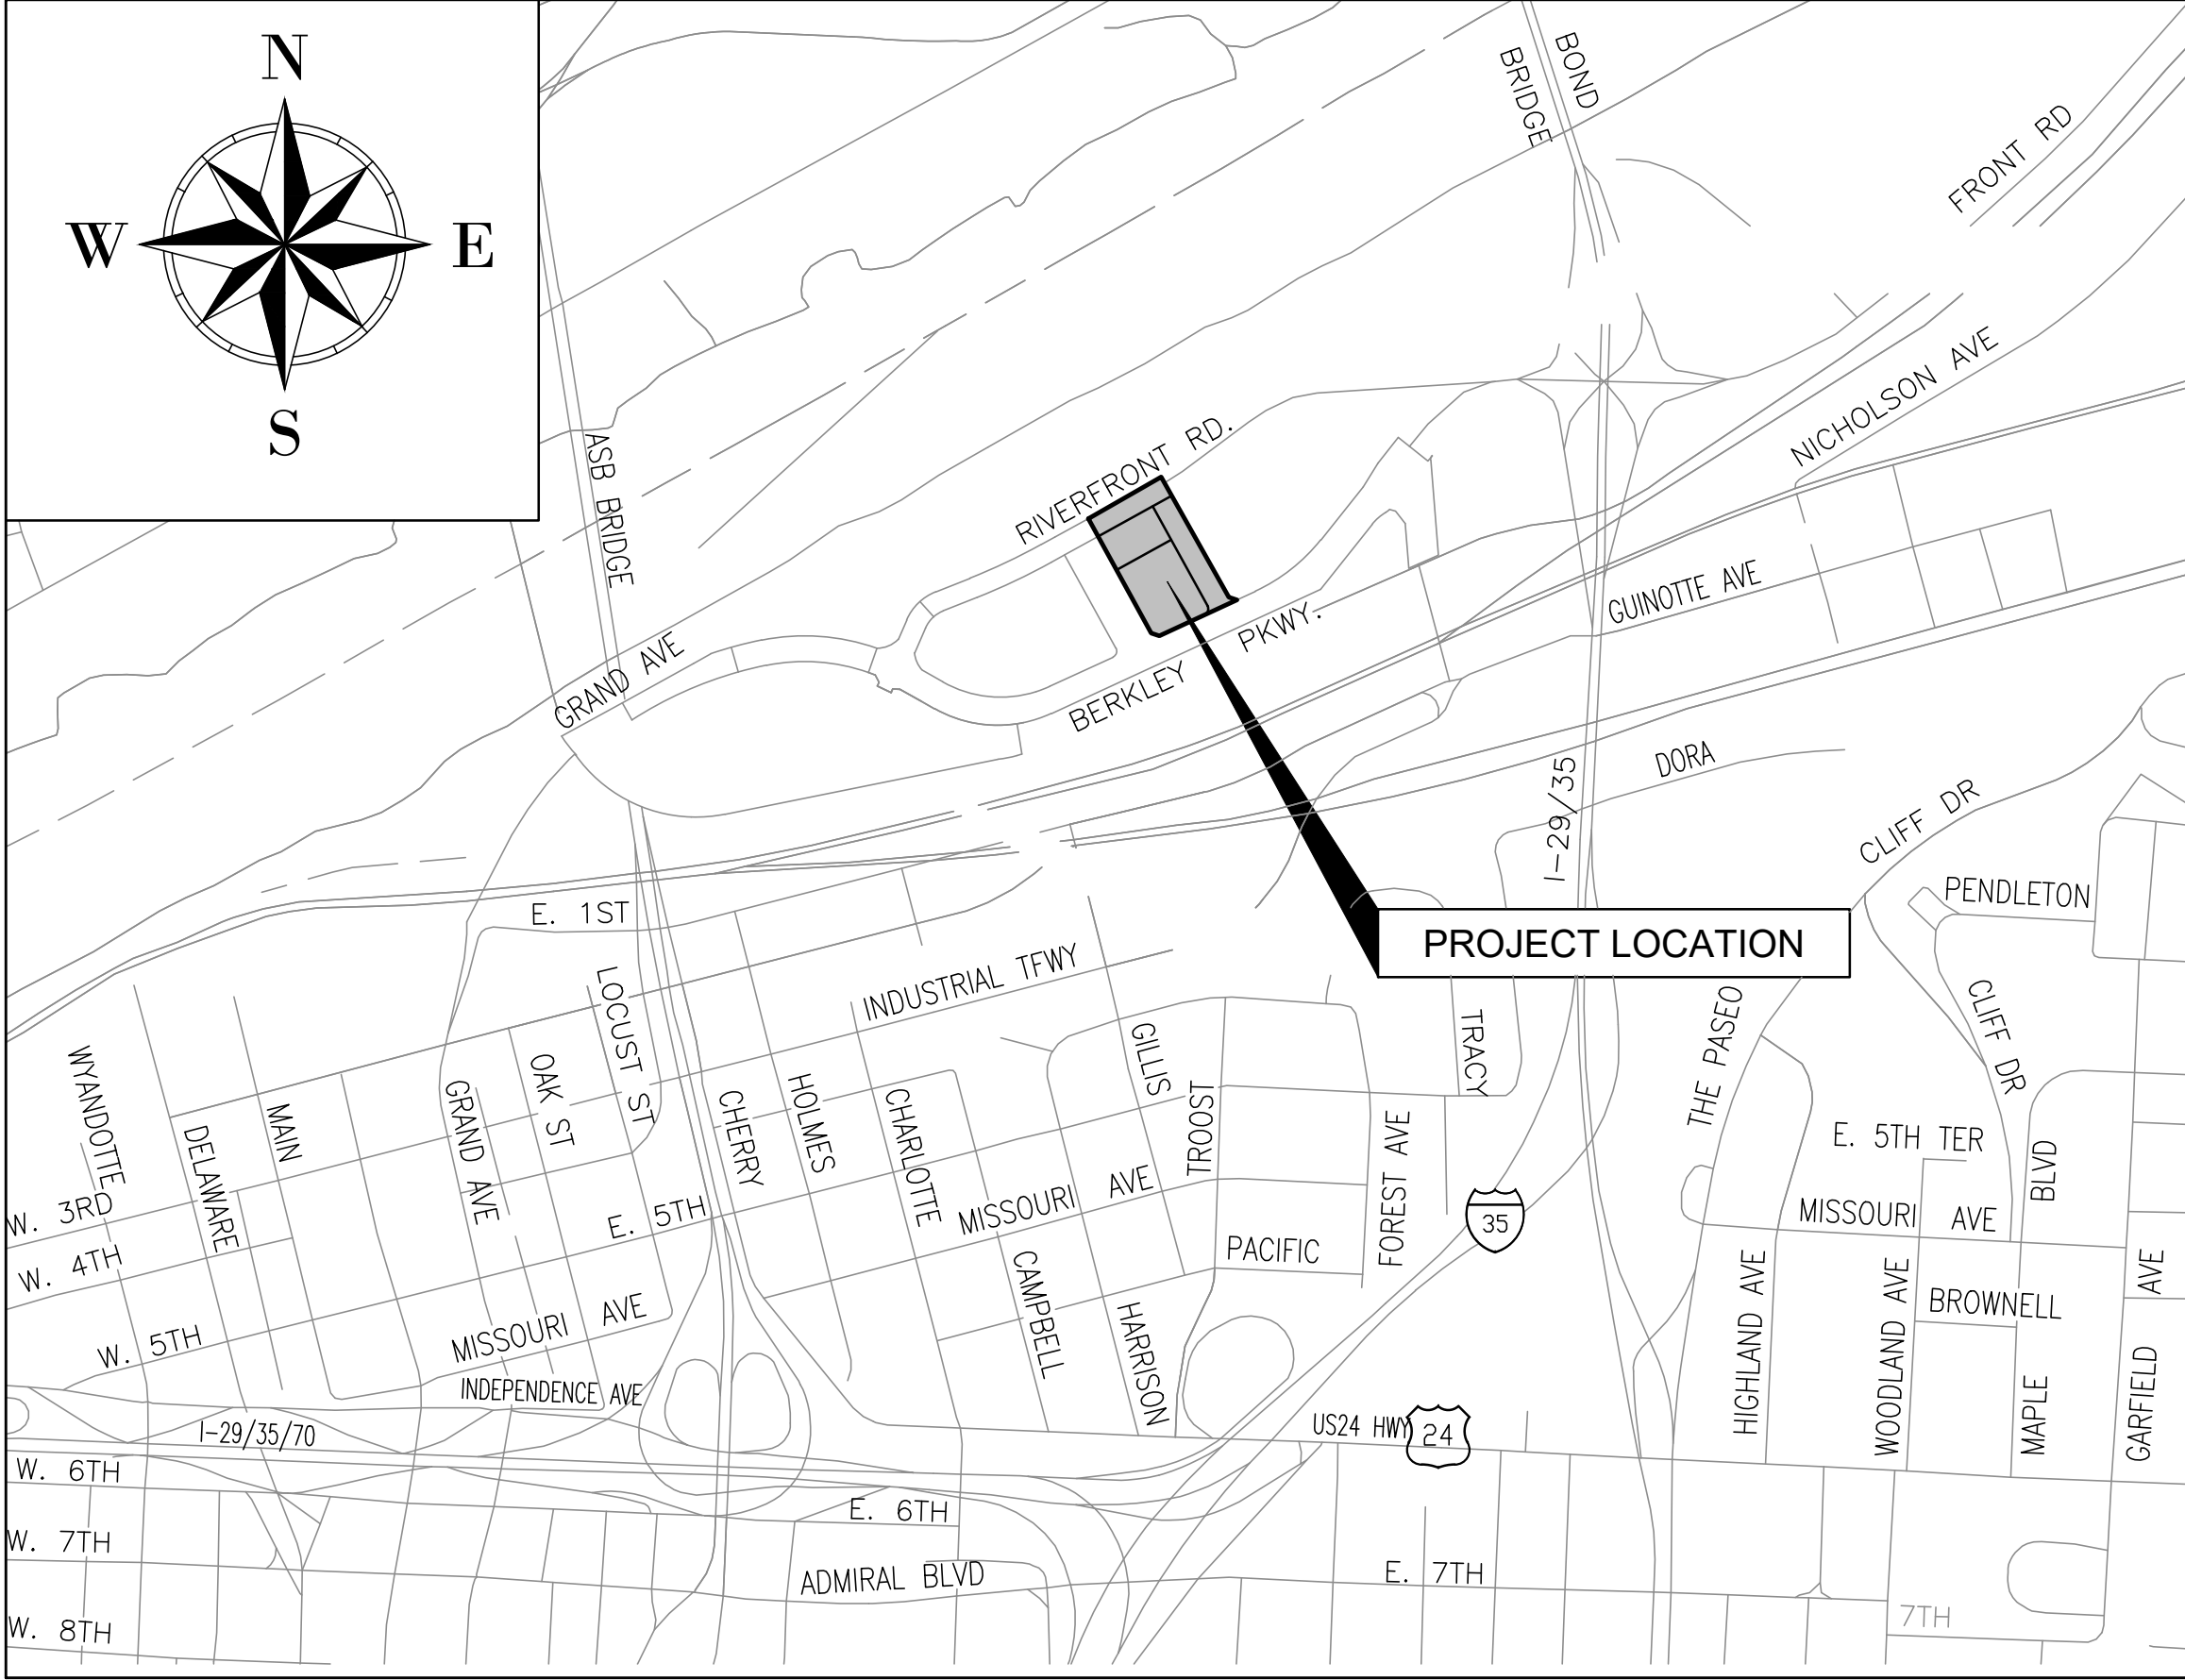 N
W
E
S
BOND
BRIDGE
FRONT RD
ASB BRIDGE
RIVERFRONT RD.
NICHOLSON AVE
GUINOTTE AVE
GRAND AVE
BERKLEY PKWY.
DORA
I-29/35
CLIFF DR
PENDLETON
E. 1ST
PROJECT LOCATION
INDUSTRIAL TFWY
LOCUST ST
CLIFF DR
THE PASEO
TRACY
GILLIS
WYANDOTTE
OAK ST
GRAND AVE
MAIN
DELAWARE
CHERRY
HOLMES
CHARLOTTE
TROOST
FOREST AVE
E. 5TH TER
BLVD
W. 3RD
E. 5TH
MISSOURI AVE
MISSOURI AVE
35
W. 4TH
PACIFIC
CAMPBELL
HARRISON
HIGHLAND AVE
WOODLAND AVE
AVE
BROWNELL
W. 5TH
MISSOURI AVE
INDEPENDENCE AVE
MAPLE
GARFIELD
I-29/35/70
US24 HWY
24
W. 6TH
E. 6TH
W. 7TH
ADMIRAL BLVD
E. 7TH
7TH
W. 8TH